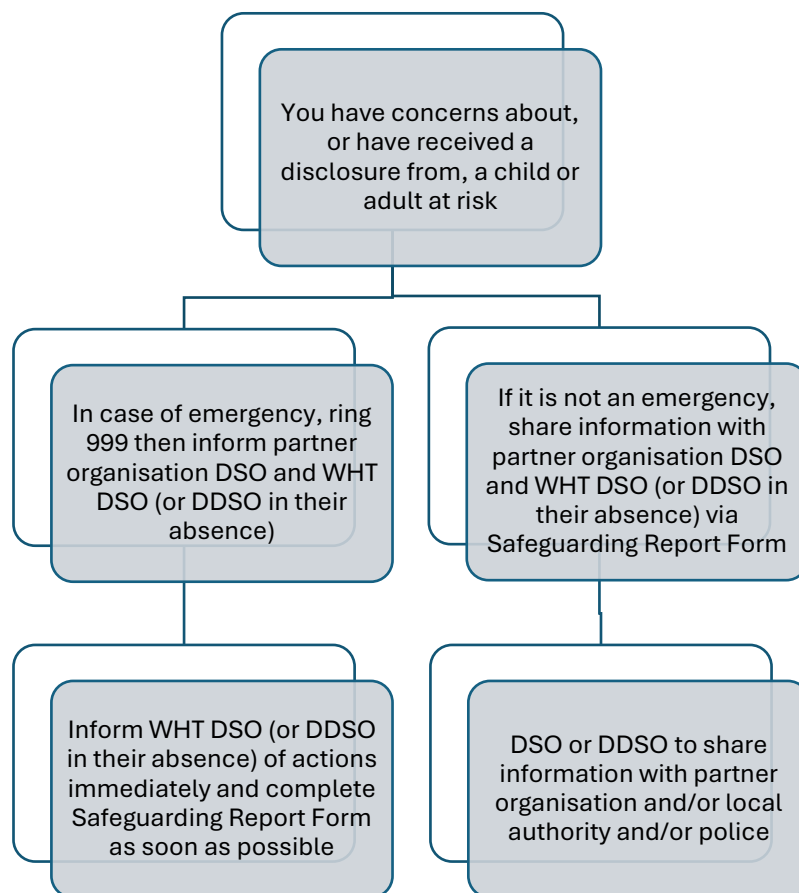 You have concerns about,
or have received a
disclosure from, a child or
adult at risk
In case of emergency, ring
999 then inform partner
organisation DSO and WHT
DSO (or DDSO in their
absence)
If it is not an emergency,
share information with
partner organisation DSO
and WHT DSO (or DDSO in
their absence) via
Safeguarding Report Form
Inform WHT DSO (or DDSO
in their absence) of actions
immediately and complete
Safeguarding Report Form
as soon as possible
DSO or DDSO to share
information with partner
organisation and/or local
authority and/or police